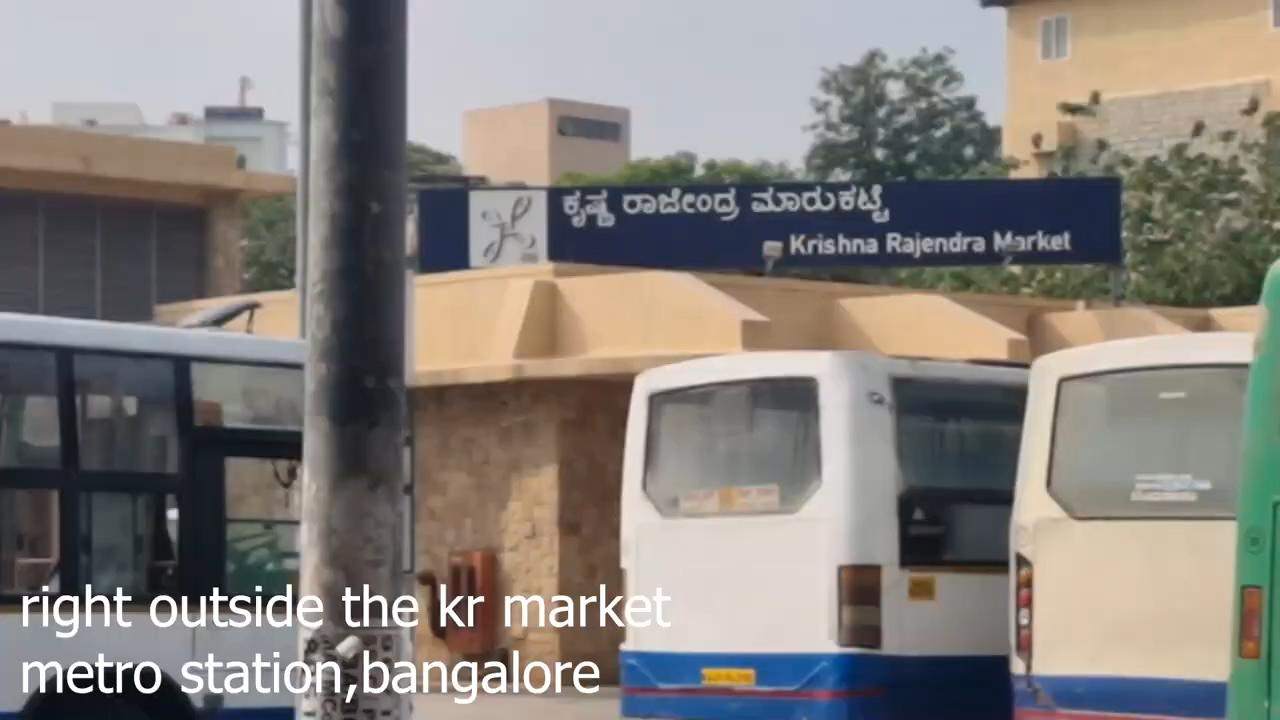 ಕೃಷ್ಣ ರಾಜೇಂದ್ರ ಮಾರುಕಟ್ಟೆ
Krishna Rajendra Market
right outside the kr market
metro station,bangalore